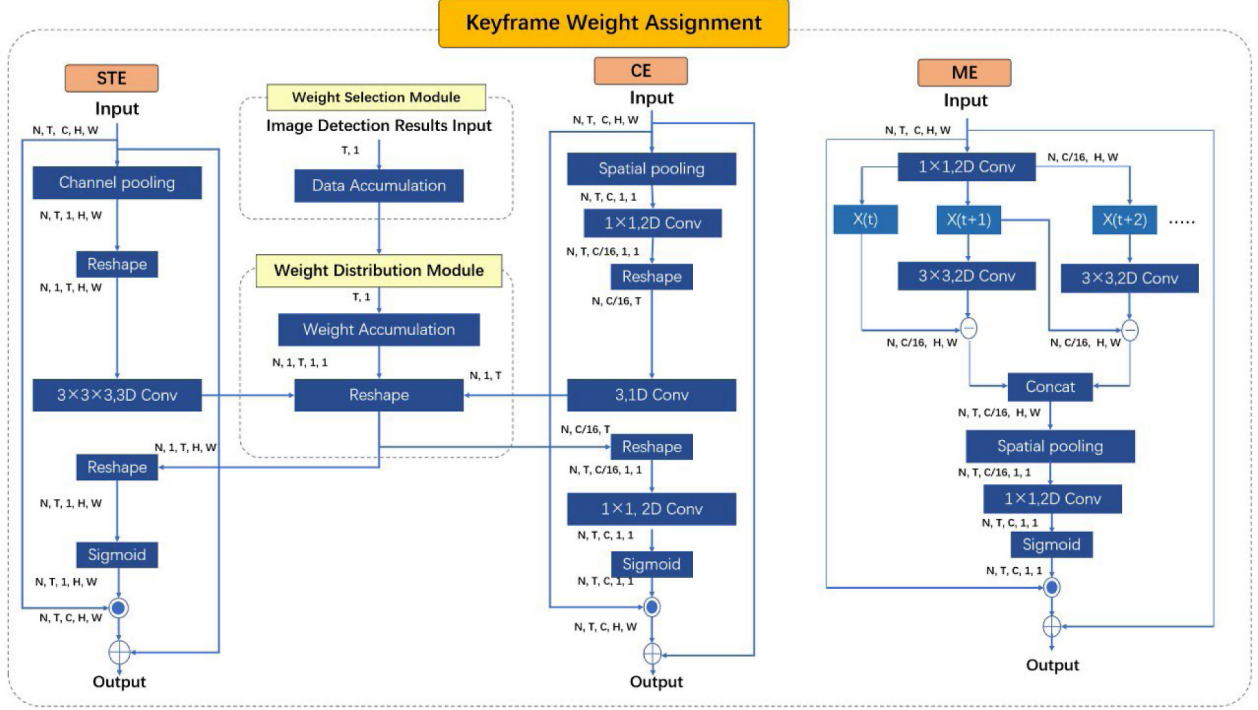 Keyframe Weight Assignment
STE
Input
N, T, C, H, W
Channel pooling
N, T, 1, H, W
Reshape
N, 1, T, H, W
3×3×3,3D Conv
N, 1, T, H, W
Reshape
N, T, 1, H, W
Sigmoid
N, T, 1, H, W
N, T, C, H, W
Output
Weight Selection Module
Image Detection Results Input
T, 1
Data Accumulation
Weight Distribution Module
T, 1
Weight Accumulation
N, 1, T, 1, 1
N, 1, T
Reshape
CE
Input
N, T, C, H, W
Spatial pooling
N, T, C, 1, 1
1×1,2D Conv
N, T, C/16, 1, 1
Reshape
N, C/16, T
3,1D Conv
N, C/16, T
Reshape
N, T, C/16, 1, 1
1×1, 2D Conv
N, T, C, 1, 1
Sigmoid
N, T, C, 1, 1
N, T, C, H, W
Output
ME
Input
N, T, C, H, W
1×1,2D Conv
N, C/16, H, W
X(t)
X(t+1)
X(t+2)
.....
3×3,2D Conv
3×3,2D Conv
N, C/16, H, W
N, C/16, H, W
Concat
N, T, C/16, H, W
Spatial pooling
N, T, C/16, 1, 1
1×1,2D Conv
N, T, C, 1, 1
Sigmoid
N, T, C, 1, 1
Output